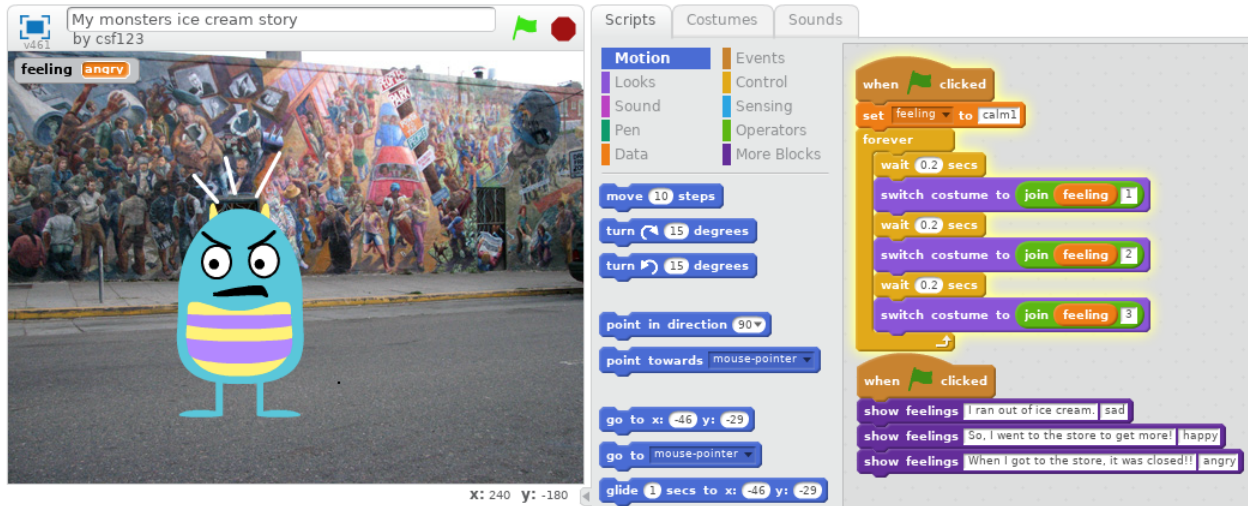 My monsters ice cream story
by csf123
v461
feeling angry
x: 240 y: -180
Scripts
Costumes
Sounds
Motion
Looks
Sound
Pen
Data
Events
Control
Sensing
Operators
More Blocks
move 10 steps
turn 15 degrees
turn 15 degrees
point in direction 90
point towards mouse-pointer
go to x: -46 y: -29
go to mouse-pointer
glide 1 secs to x: -46 y: -29
when clicked
set feeling to calm1
forever
wait 0.2 secs
switch costume to join feeling 1
wait 0.2 secs
switch costume to join feeling 2
wait 0.2 secs
switch costume to join feeling 3
when clicked
show feelings I ran out of ice cream. sad
show feelings So, I went to the store to get more! happy
show feelings When I got to the store, it was closed!! angry